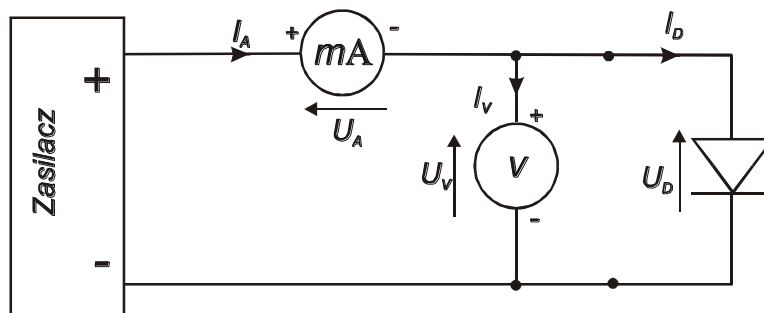 Zasilacz
+
-
I_A
+
-
mA
U_A
I_V
+
V
U_V
-
I_D
U_D